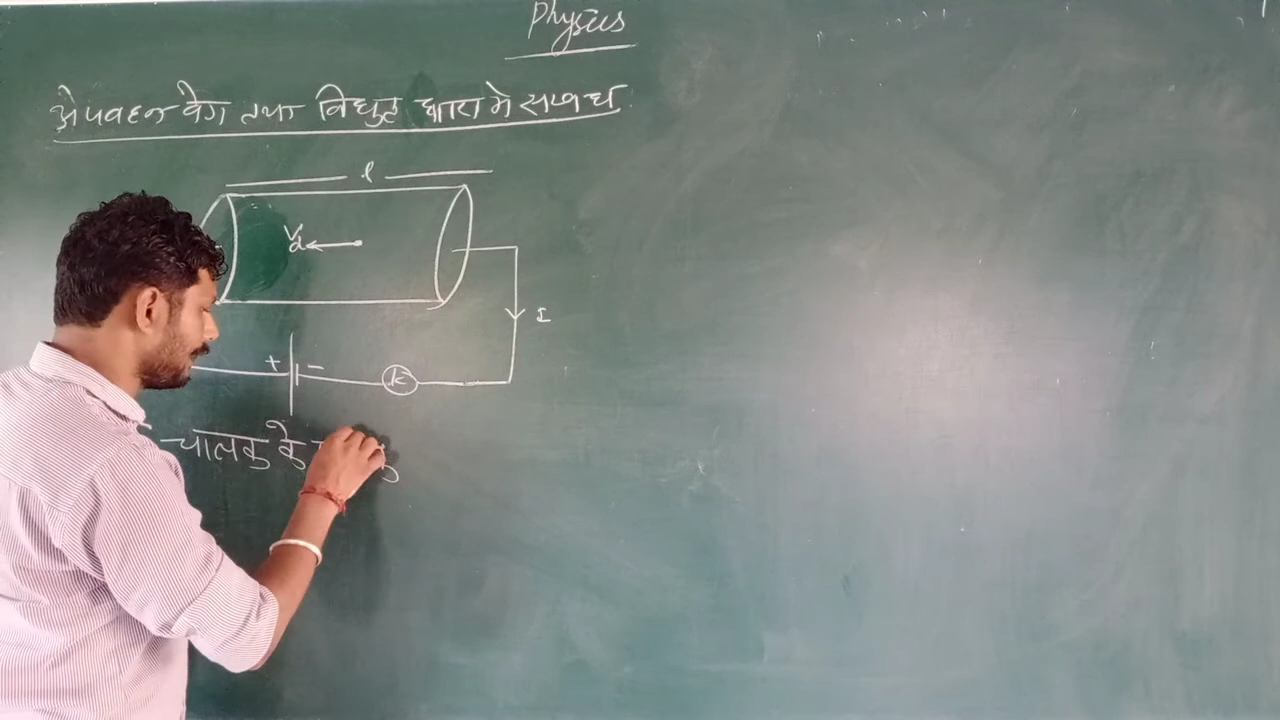 Physics
अपवहन वेग तथा विधुत धारा मे सम्बन्ध
l
Vd
I
+ -
K
चालक के